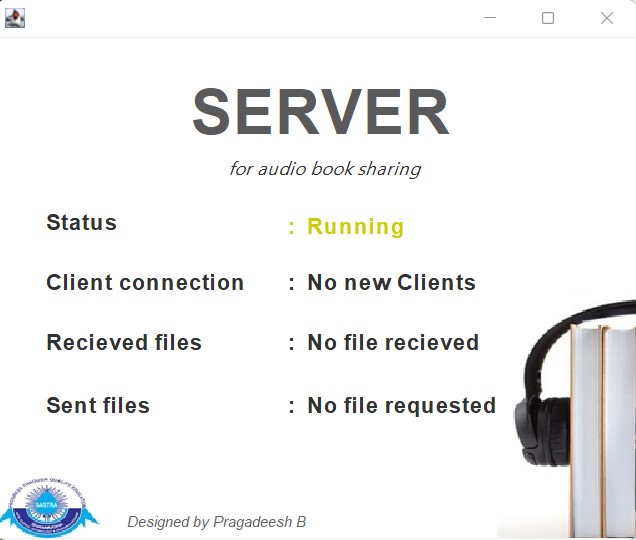 SERVER
for audio book sharing
Status : Running
Client connection : No new Clients
Recieved files : No file recieved
Sent files : No file requested
SASTRA
Designed by Pragadeesh B